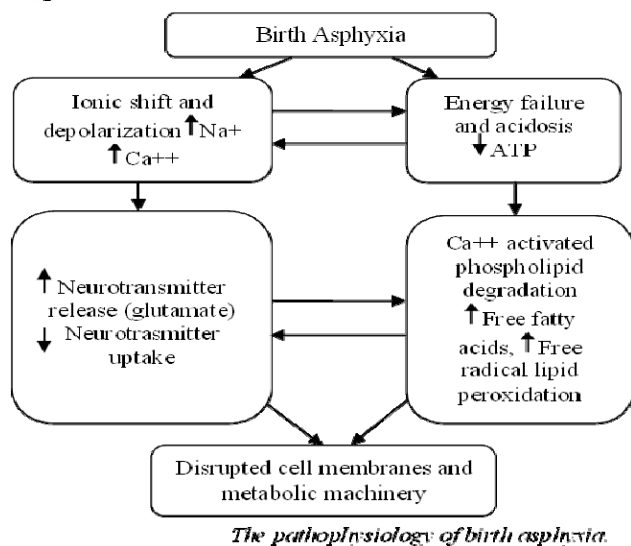 Birth Asphyxia
Ionic shift and
depolarization ↑Na+
↑Ca++
Energy failure
and acidosis
↓ATP
↑ Neurotransmitter
release (glutamate)
↓ Neurotrasmitter
uptake
Ca++ activated
phospholipid
degradation
↑Free fatty
acids, ↑Free
radical lipid
peroxidation
Disrupted cell membranes and
metabolic machinery
The pathophysiology of birth asphyxia.